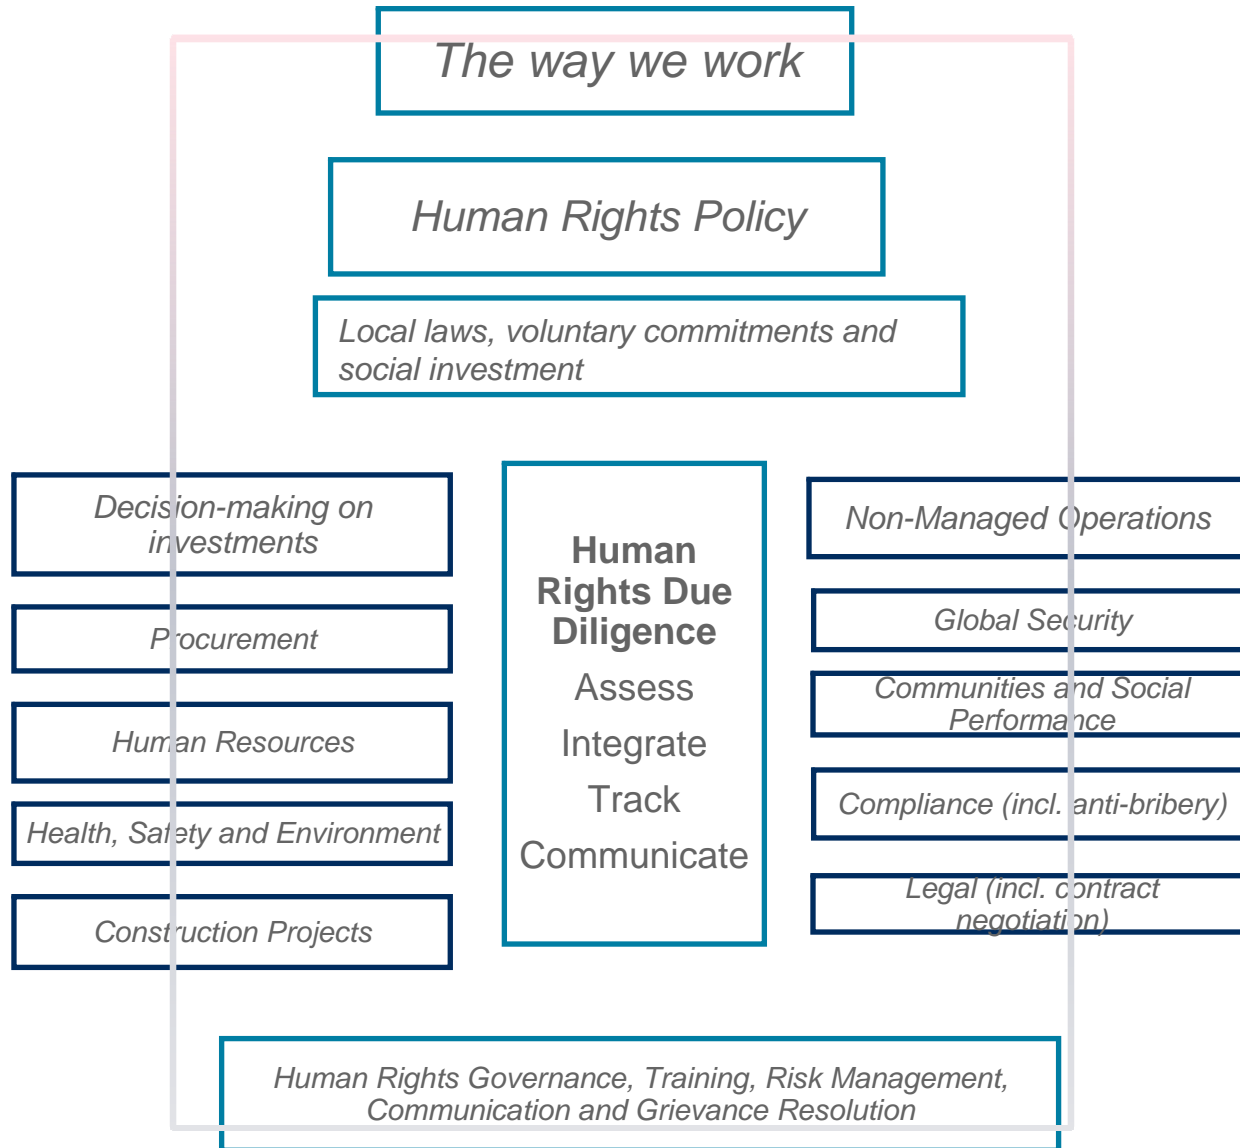 The way we work
Human Rights Policy
Local laws, voluntary commitments and
social investment
Decision-making on
investments
Procurement
Human Resources
Health, Safety and Environment
Construction Projects
Human
Rights Due
Diligence
Assess
Integrate
Track
Communicate
Non-Managed Operations
Global Security
Communities and Social
Performance
Compliance (incl. anti-bribery)
Legal (incl. contract
negotiation)
Human Rights Governance, Training, Risk Management,
Communication and Grievance Resolution